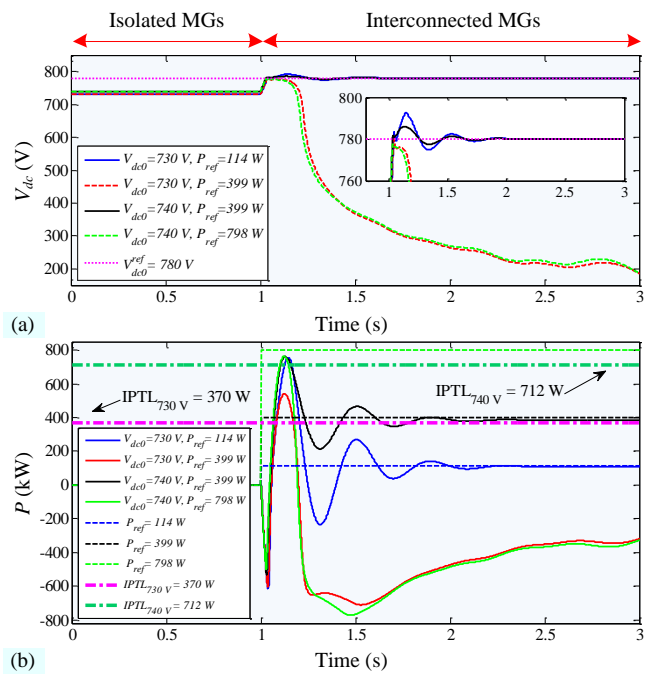 Isolated MGs
Interconnected MGs
800
700
600
500
400
300
200
V_dc (V)
V_dc0=730 V, P_ref=114 W
V_dc0=730 V, P_ref=399 W
V_dc0=740 V, P_ref=399 W
V_dc0=740 V, P_ref=798 W
V_dc0^ref= 780 V
800
780
760
1
1.5
2
2.5
3
0
0.5
1
1.5
2
2.5
3
(a)
Time (s)
800
600
400
200
0
-200
-400
-600
-800
P (kW)
IPTL_730 V = 370 W
IPTL_740 V = 712 W
V_dc0=730 V, P_ref= 114 W
V_dc0=730 V, P_ref= 399 W
V_dc0=740 V, P_ref= 399 W
V_dc0=740 V, P_ref= 798 W
P_ref= 114 W
P_ref= 399 W
P_ref= 798 W
IPTL_730 V = 370 W
IPTL_740 V = 712 W
0
0.5
1
1.5
2
2.5
3
(b)
Time (s)